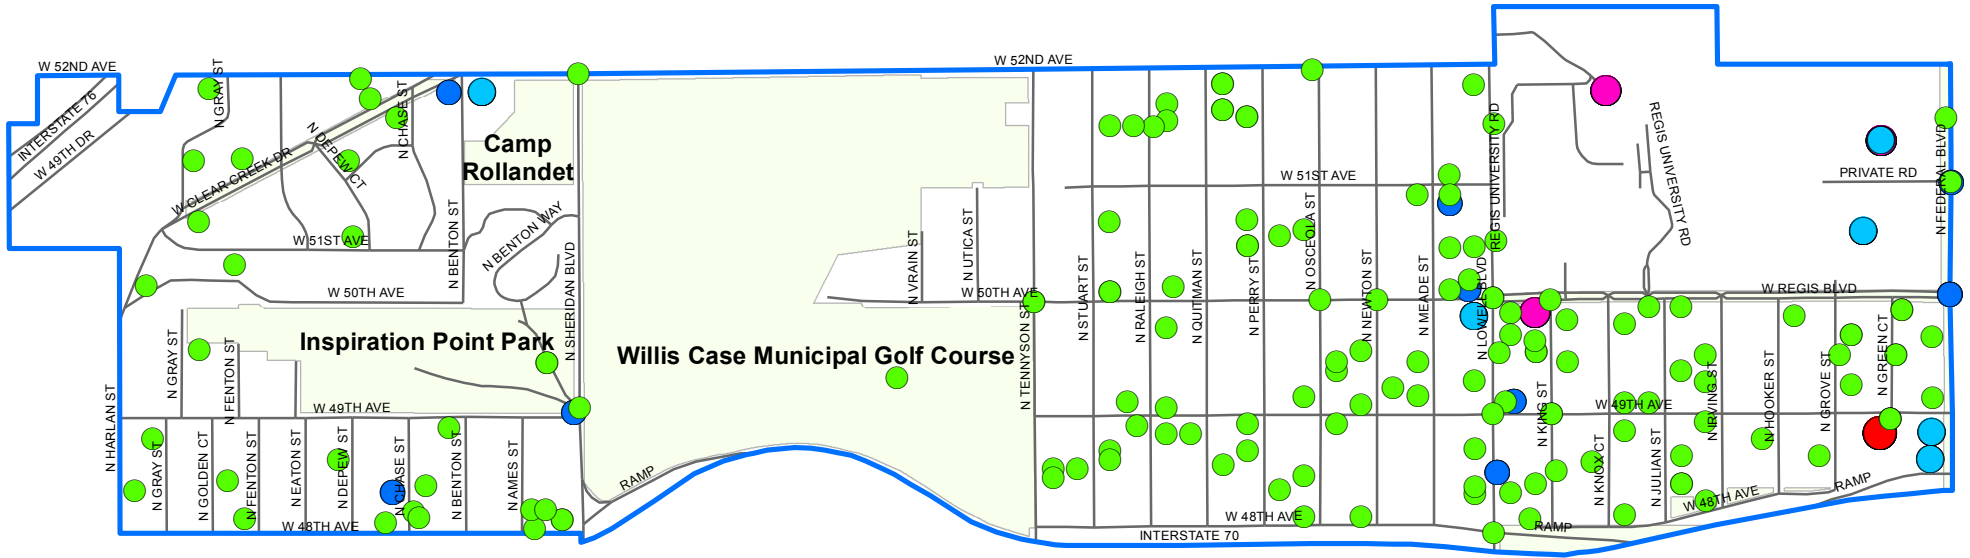 W 52ND AVE
W 52ND AVE
INTERSTATE 76
W 49TH DR
N GRAY ST
N CHASE ST
N DEPEW CT
W CLEAR CREEK DR
Camp
Rollandet
REGIS UNIVERSITY RD
REGIS UNIVERSITY RD
PRIVATE RD
N FEDERAL BLVD
W 51ST AVE
W 51ST AVE
N BENTON ST
N BENTON WAY
N SHERIDAN BLVD
N VRAIN ST
N UTICA ST
W 50TH AVE
W 50TH AVE
N TENNYSON ST
N STUART ST
N RALEIGH ST
N QUITMAN ST
N PERRY ST
N OSCEOLA ST
N NEWTON ST
N MEADE ST
N LOWELL BLVD
W REGIS BLVD
Inspiration Point Park
Willis Case Municipal Golf Course
N GRAY ST
N FENTON ST
N HARLAN ST
W 49TH AVE
W 49TH AVE
N KING ST
N IRVING ST
N HOOKER ST
N GROVE ST
N GREEN CT
N GRAY ST
N GOLDEN CT
N FENTON ST
N EATON ST
N DEPEW ST
N CHASE ST
N BENTON ST
N AMES ST
RAMP
N KNOX CT
N JULIAN ST
W 48TH AVE
W 48TH AVE
W 48TH AVE
RAMP
RAMP
INTERSTATE 70